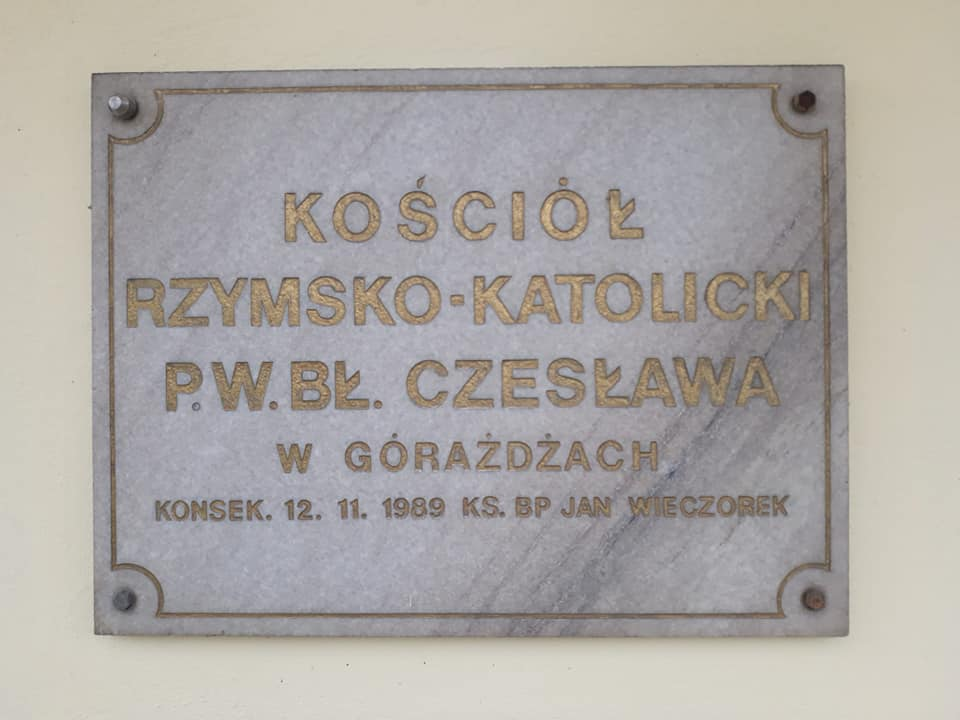 KOŚCIÓŁ
RZYMSKO-KATOLICKI
P.W. BŁ. CZESŁAWA
W GÓRAŻDŻACH
KONSEK. 12. 11. 1989 KS. BP JAN WIECZOREK